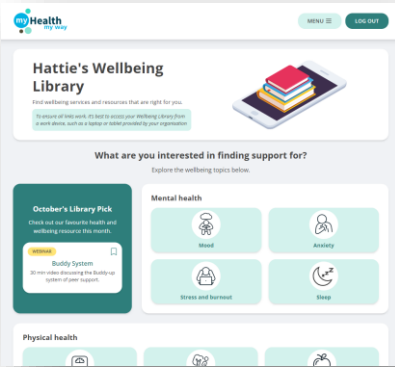 myHealth
my way
MENU
LOG OUT
Hattie's Wellbeing
Library
Find wellbeing services and resources that are right for you.
To ensure all links work, it's best to access your Wellbeing Library from
a work device, such as a laptop or tablet provided by your organisation
What are you interested in finding support for?
Explore the wellbeing topics below.
October's Library Pick
Check out our favourite health and
wellbeing resource this month.
WEBINAR
Buddy System
20 min video discussing the Buddy-up
system of peer support.
Mental health
Mood
Anxiety
Stress and burnout
Sleep
Physical health